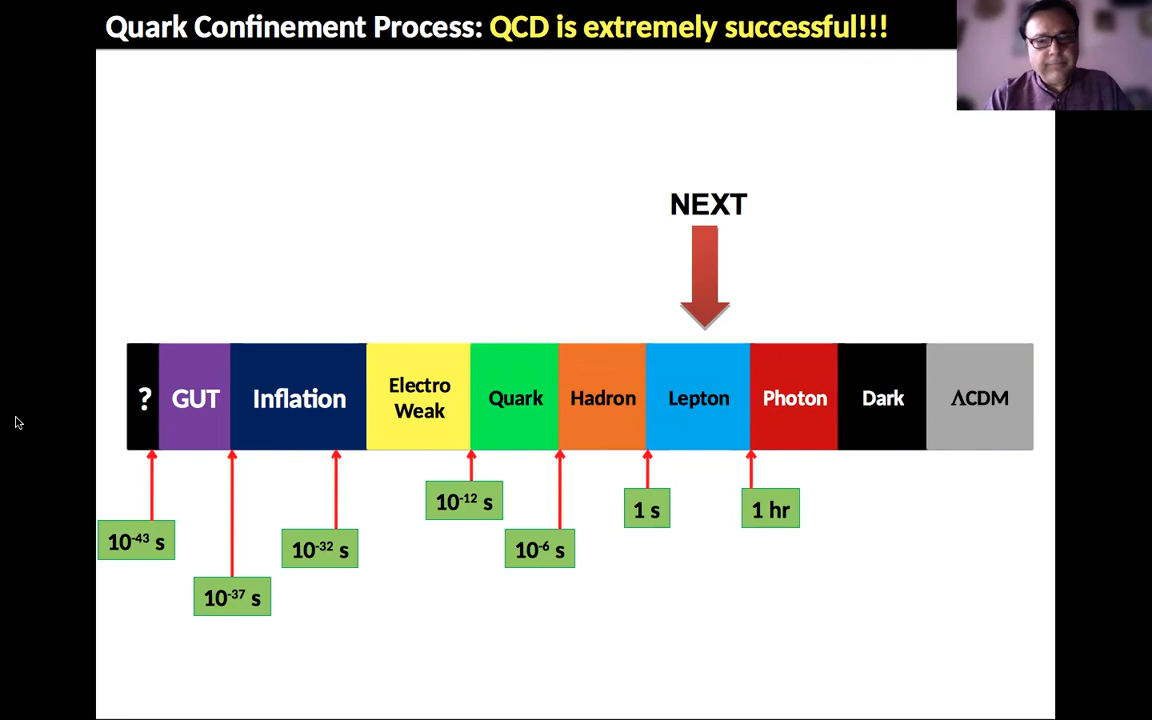 Quark Confinement Process: QCD is extremely successful!!!
NEXT
?
GUT
Inflation
Electro
Weak
Quark
Hadron
Lepton
Photon
Dark
ΛCDM
10⁻⁴³ s
10⁻³⁷ s
10⁻³² s
10⁻¹² s
10⁻⁶ s
1 s
1 hr